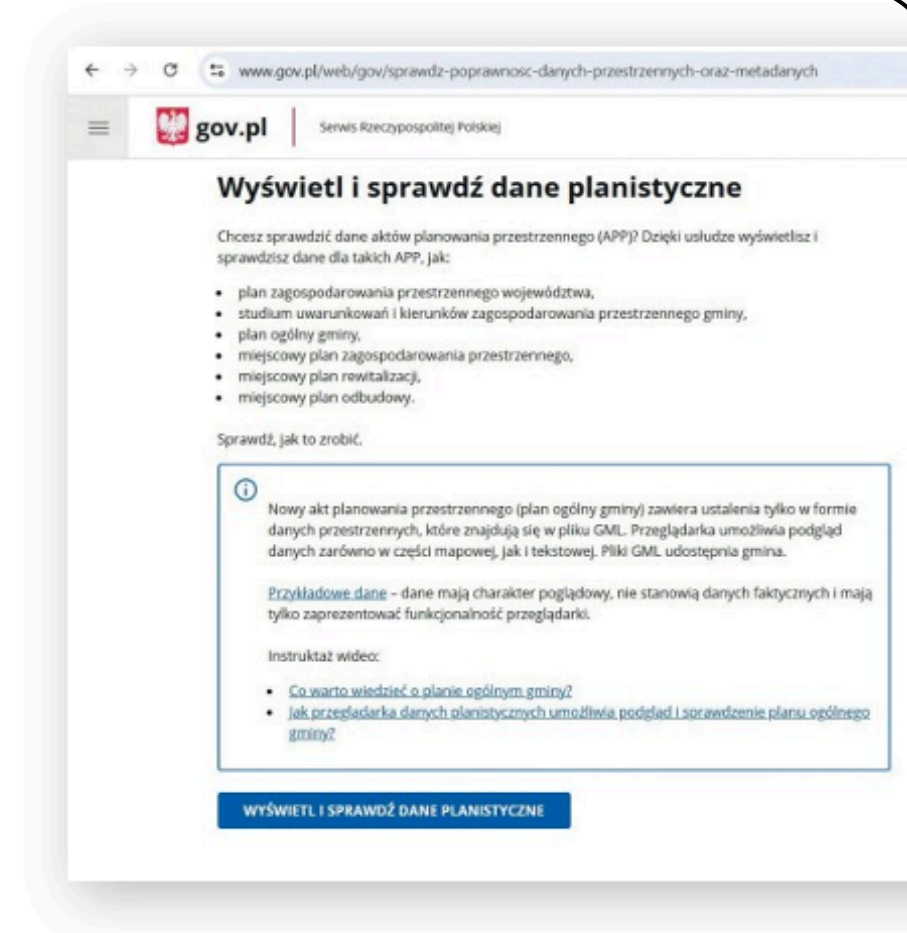 www.gov.pl/web/gov/sprawdz-poprawnosc-danych-przestrzennych-oraz-metadanych
gov.pl Serwis Rzeczypospolitej Polskiej
Wyświetl i sprawdź dane planistyczne
Chcesz sprawdzić dane aktów planowania przestrzennego (APP)? Dzięki usłudze wyświetlisz i
sprawdzisz dane dla takich APP, jak:
• plan zagospodarowania przestrzennego województwa,
• studium uwarunkowań i kierunków zagospodarowania przestrzennego gminy,
• plan ogólny gminy,
• miejscowy plan zagospodarowania przestrzennego,
• miejscowy plan rewitalizacji,
• miejscowy plan odbudowy.
Sprawdź, jak to zrobić.
Nowy akt planowania przestrzennego (plan ogólny gminy) zawiera ustalenia tylko w formie
danych przestrzennych, które znajdują się w pliku GML. Przeglądarka umożliwia podgląd
danych zarówno w części mapowej, jak i tekstowej. Pliki GML udostępnia gmina.
Przykładowe dane – dane mają charakter poglądowy, nie stanowią danych faktycznych i mają
tylko zaprezentować funkcjonalność przeglądarki.
Instruktaż wideo:
• Co warto wiedzieć o planie ogólnym gminy?
• Jak przeglądarka danych planistycznych umożliwia podgląd i sprawdzenie planu ogólnego
gminy?
WYŚWIETL I SPRAWDŹ DANE PLANISTYCZNE